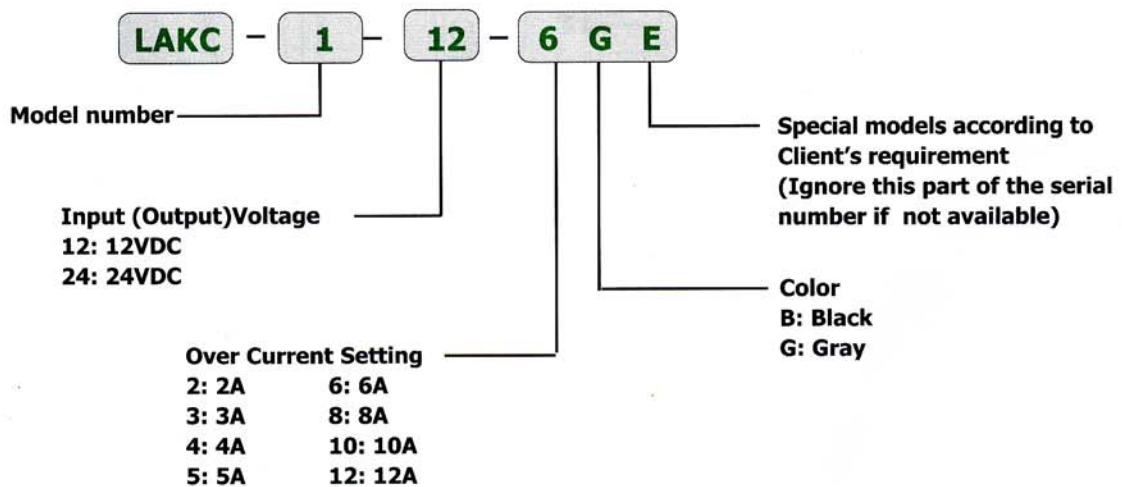 LAKC - 1 - 12 - 6 G E
Model number
Special models according to
Client's requirement
(Ignore this part of the serial
number if not available)
Input (Output)Voltage
12: 12VDC
24: 24VDC
Color
B: Black
G: Gray
Over Current Setting
2: 2A 6: 6A
3: 3A 8: 8A
4: 4A 10: 10A
5: 5A 12: 12A